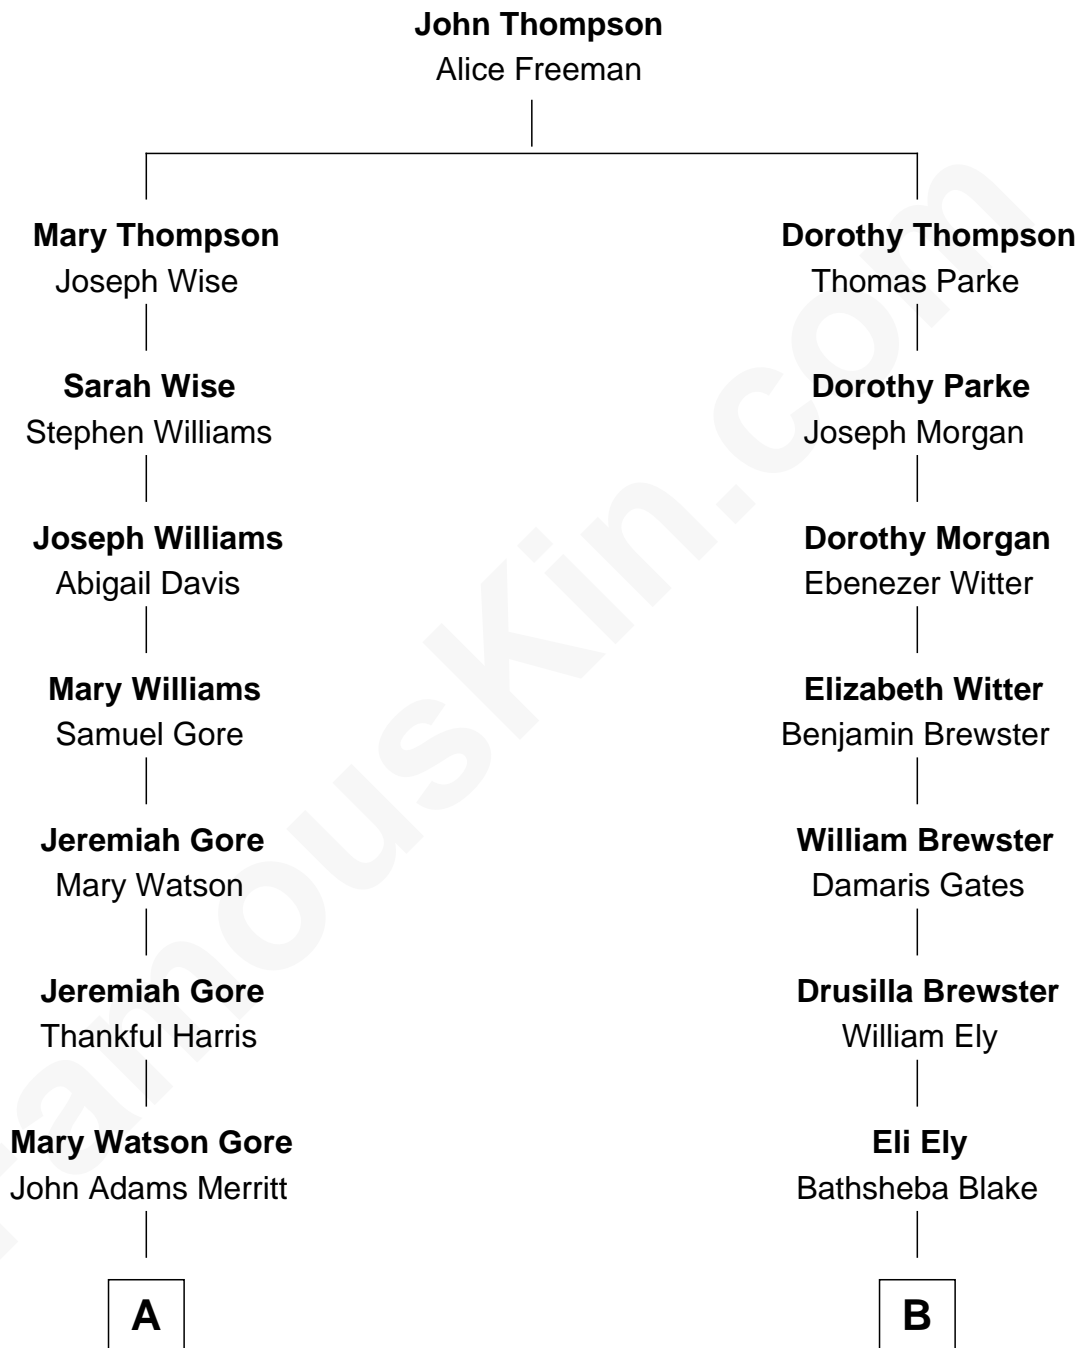 John Thompson
Alice Freeman
Mary Thompson
Joseph Wise
Dorothy Thompson
Thomas Parke
Sarah Wise
Stephen Williams
Dorothy Parke
Joseph Morgan
Joseph Williams
Abigail Davis
Dorothy Morgan
Ebenezer Witter
Mary Williams
Samuel Gore
Elizabeth Witter
Benjamin Brewster
Jeremiah Gore
Mary Watson
William Brewster
Damaris Gates
Jeremiah Gore
Thankful Harris
Drusilla Brewster
William Ely
Mary Watson Gore
John Adams Merritt
Eli Ely
Bathsheba Blake
A
B
FamousKin.com